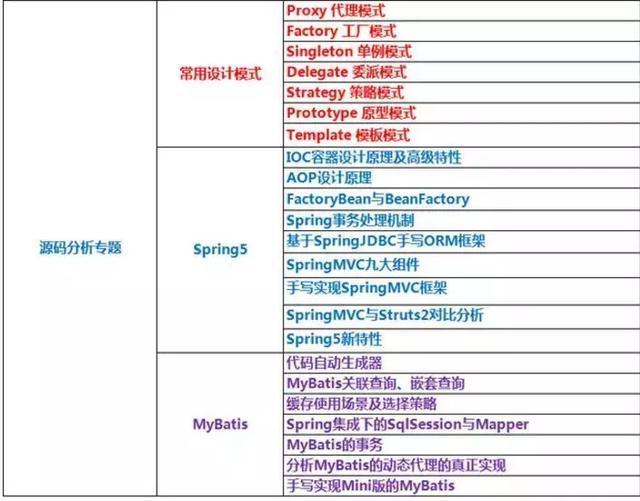 源码分析专题
常用设计模式
Proxy 代理模式
Factory 工厂模式
Singleton 单例模式
Delegate 委派模式
Strategy 策略模式
Prototype 原型模式
Template 模板模式
Spring5
IOC容器设计原理及高级特性
AOP设计原理
FactoryBean与BeanFactory
Spring事务处理机制
基于SpringJDBC手写ORM框架
SpringMVC九大组件
手写实现SpringMVC框架
SpringMVC与Struts2对比分析
Spring5新特性
MyBatis
代码自动生成器
MyBatis关联查询、嵌套查询
缓存使用场景及选择策略
Spring集成下的SqlSession与Mapper
MyBatis的事务
分析MyBatis的动态代理的真正实现
手写实现Mini版的MyBatis